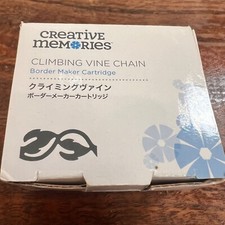 CREATIVE
MEMORIES®
CLIMBING VINE CHAIN
Border Maker Cartridge
クライミングヴァイン
ボーダーメーカーカートリッジ